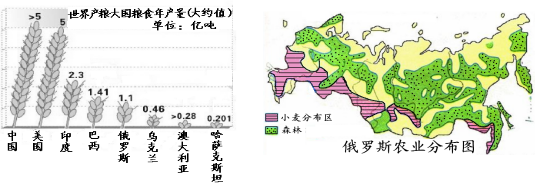 世界产粮大国粮食年产量(大约值)
单位：亿吨
>5
5
2.3
1.41
1.1
0.46
>0.28
0.201
中国
美国
印度
巴西
俄罗斯
乌克兰
澳大利亚
哈萨克斯坦
小麦分布区
森林
俄罗斯农业分布图